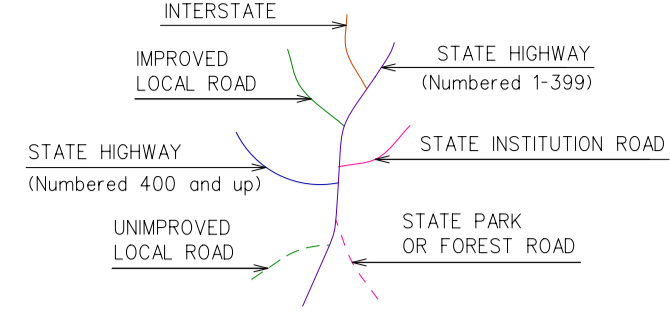 INTERSTATE
STATE HIGHWAY
(Numbered 1-399)
IMPROVED
LOCAL ROAD
STATE INSTITUTION ROAD
STATE HIGHWAY
(Numbered 400 and up)
STATE PARK
OR FOREST ROAD
UNIMPROVED
LOCAL ROAD